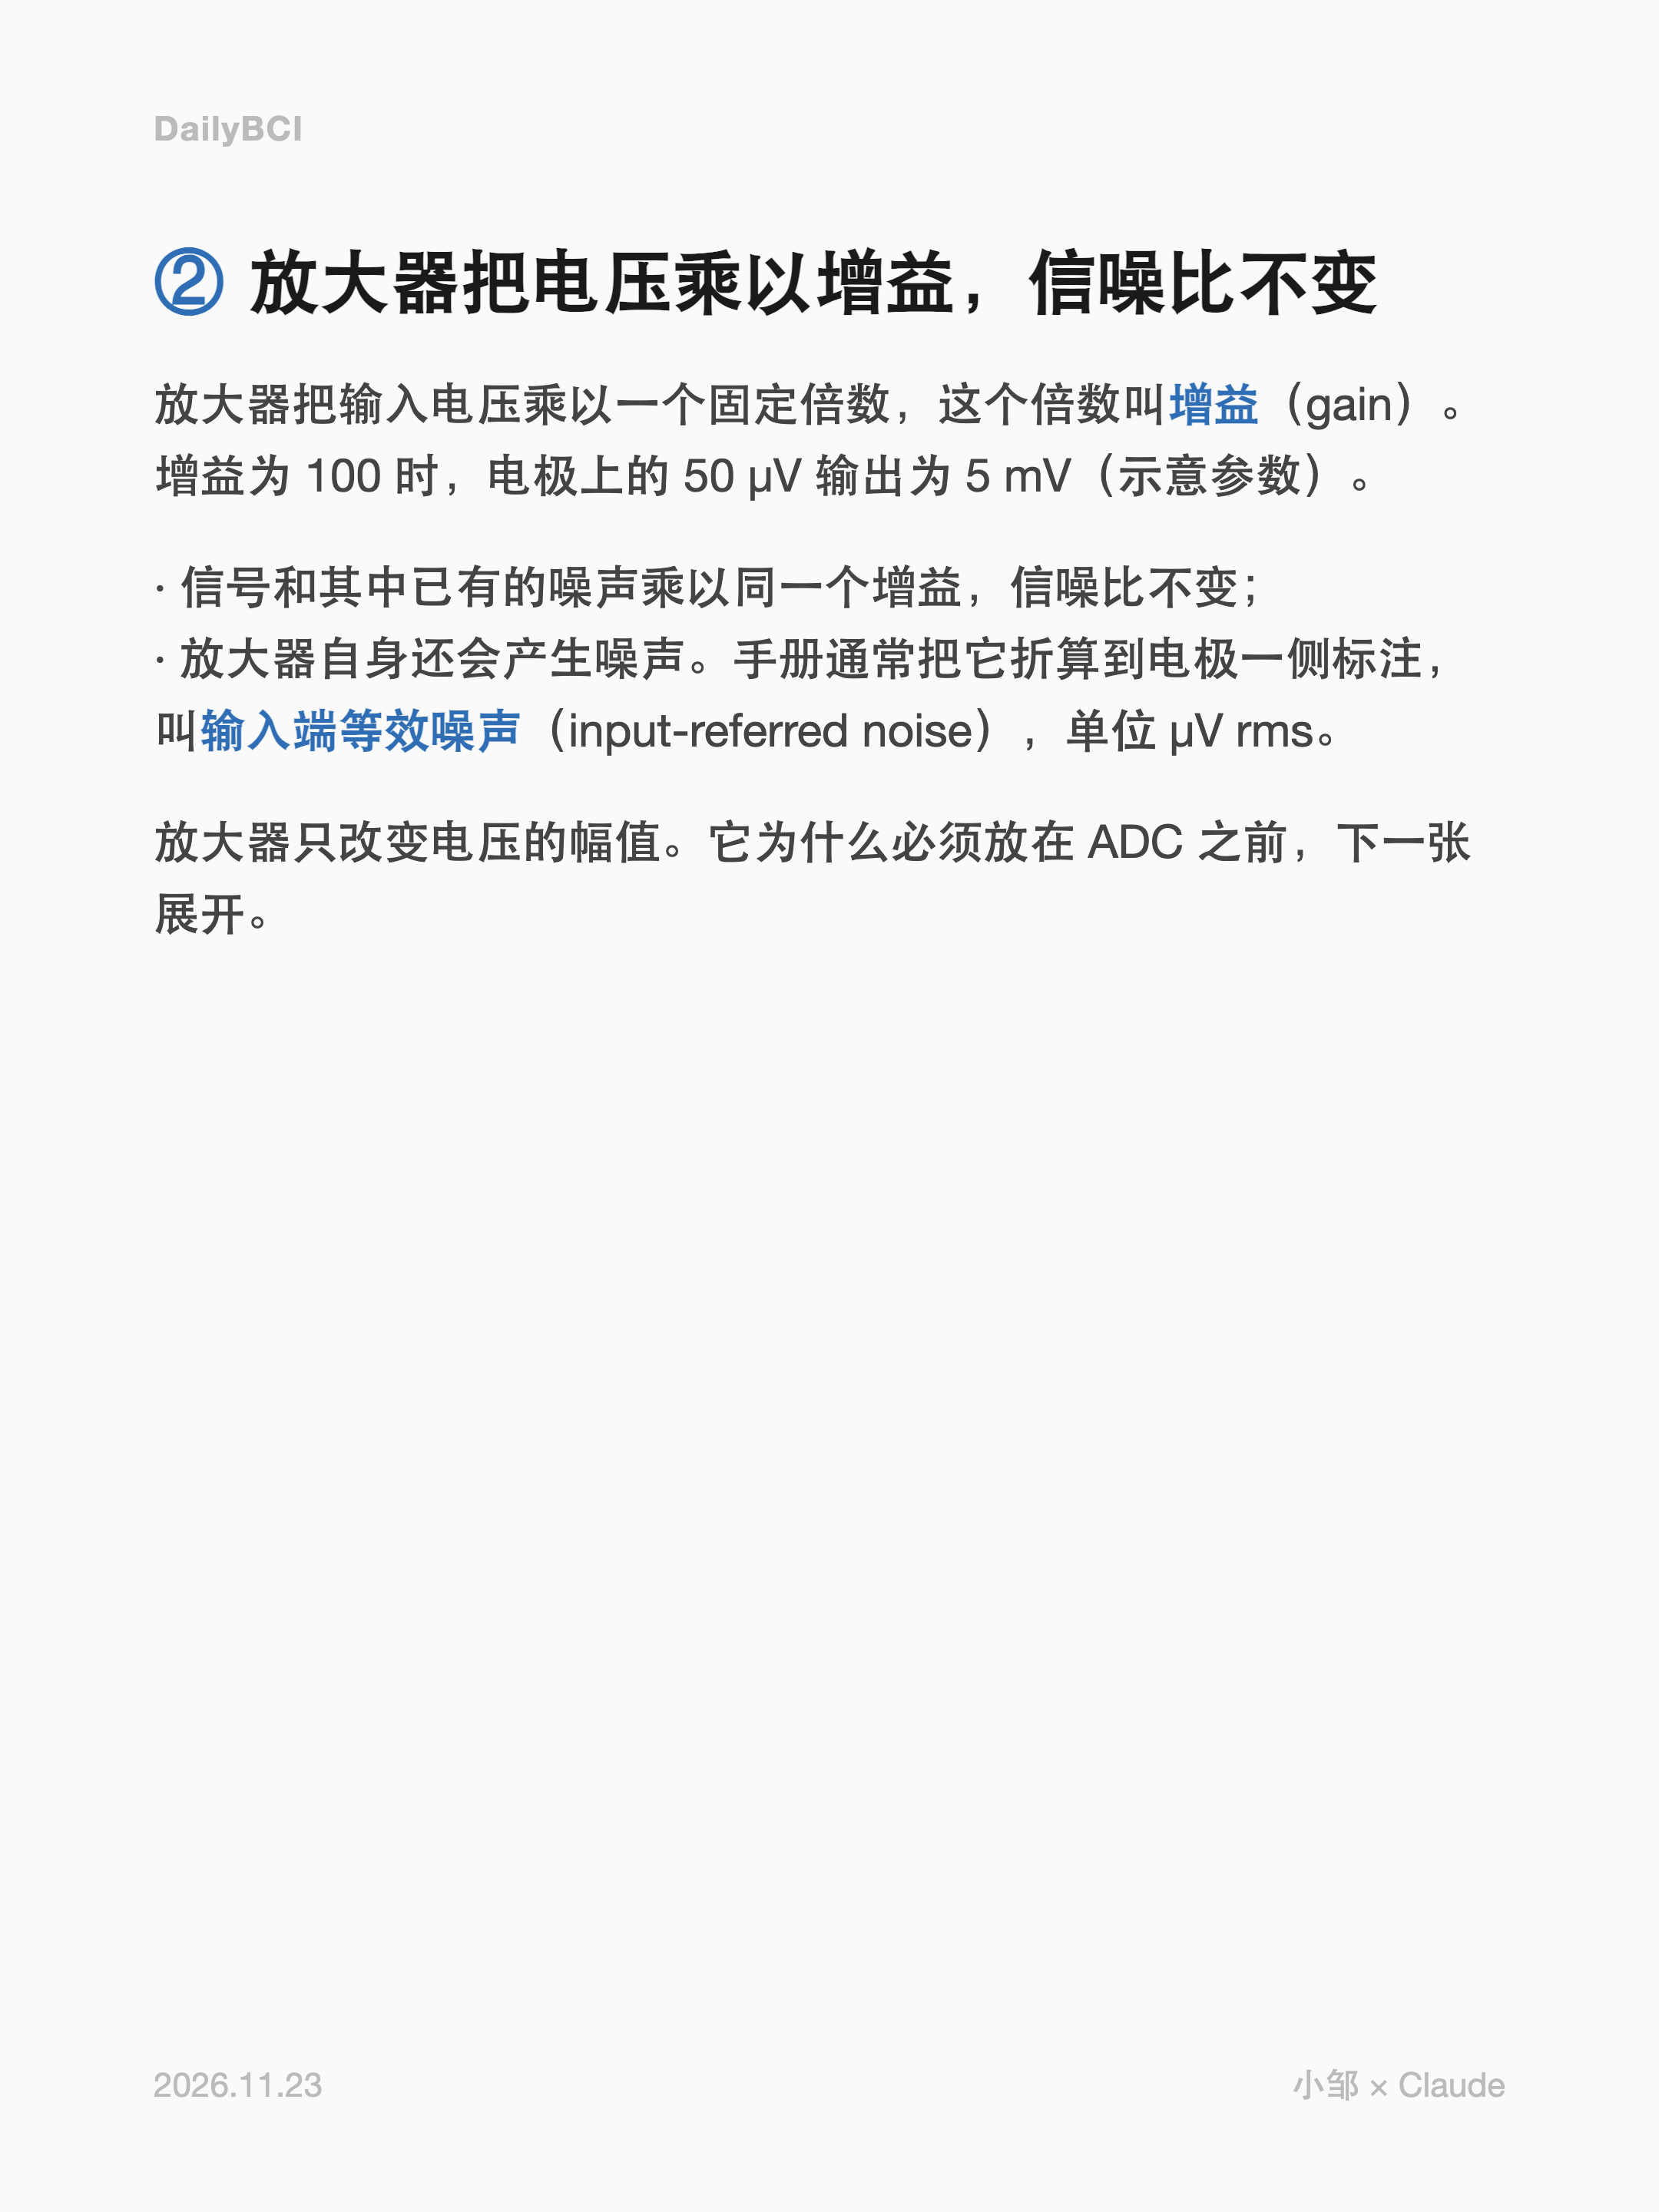 DailyBCI
② 放大器把电压乘以增益，信噪比不变
放大器把输入电压乘以一个固定倍数，这个倍数叫增益（gain）。
增益为 100 时，电极上的 50 µV 输出为 5 mV（示意参数）。
· 信号和其中已有的噪声乘以同一个增益，信噪比不变；
· 放大器自身还会产生噪声。手册通常把它折算到电极一侧标注，
叫输入端等效噪声（input-referred noise），单位 µV rms。
放大器只改变电压的幅值。它为什么必须放在 ADC 之前，下一张
展开。
2026.11.23
小邹 × Claude